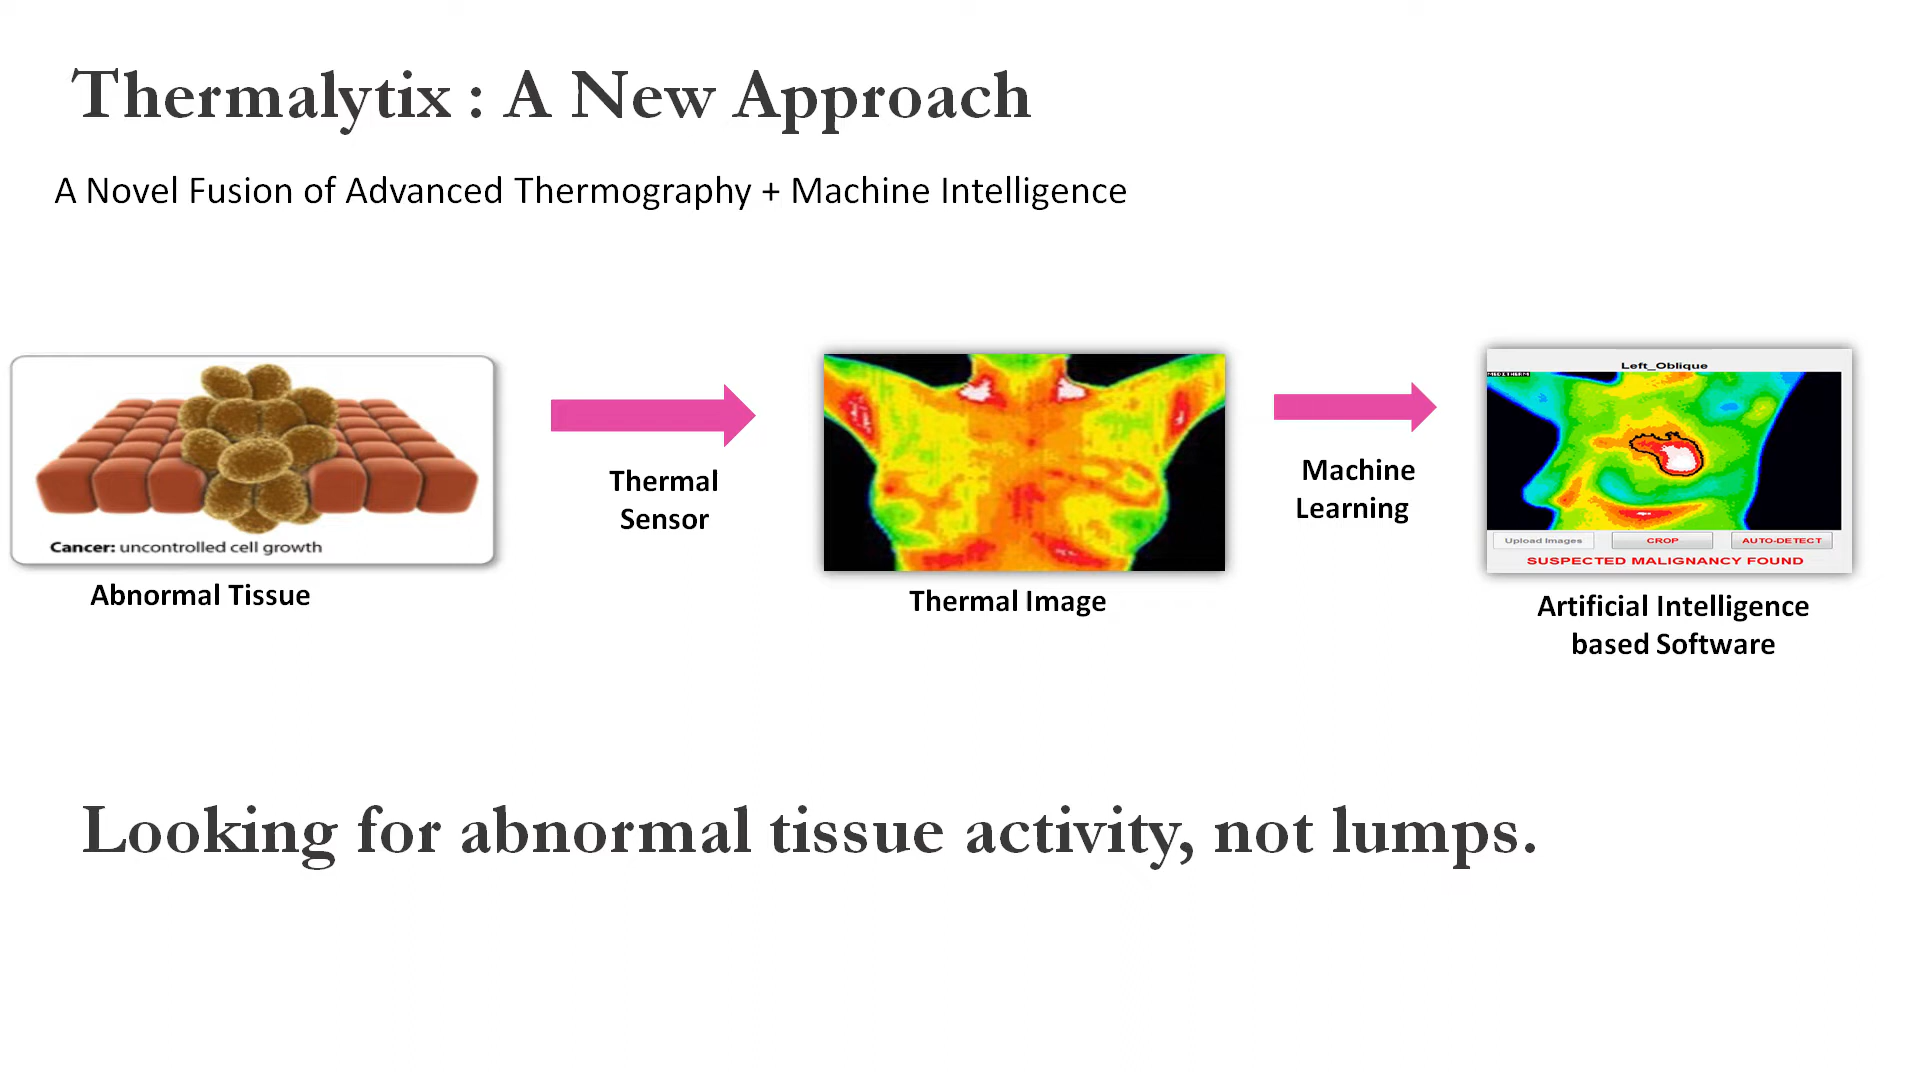 Thermalytix : A New Approach
A Novel Fusion of Advanced Thermography + Machine Intelligence
Cancer: uncontrolled cell growth
Abnormal Tissue
Thermal
Sensor
Thermal Image
Machine
Learning
Left_Oblique
MEDITHERM
Upload Images
CROP
AUTO-DETECT
SUSPECTED MALIGNANCY FOUND
Artificial Intelligence
based Software
Looking for abnormal tissue activity, not lumps.